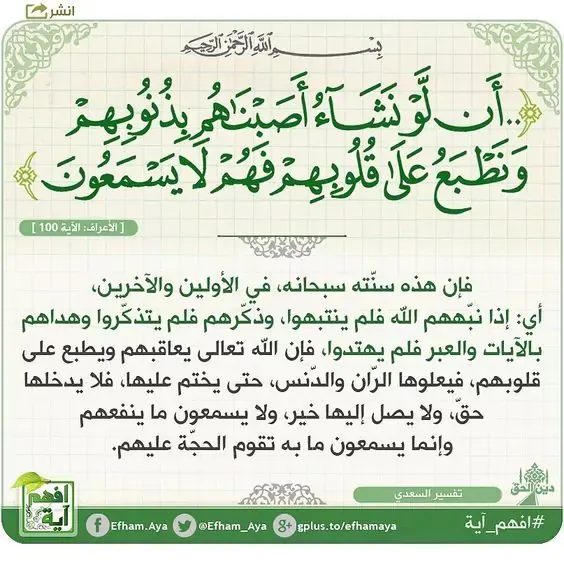 انشر
بِسْمِ اللَّهِ الرَّحْمَٰنِ الرَّحِيمِ
..أَن لَّوْ نَشَآءُ أَصَبْنَٰهُم بِذُنُوبِهِمْ
وَنَطْبَعُ عَلَىٰ قُلُوبِهِمْ فَهُمْ لَا يَسْمَعُونَ
[ الأعراف: الآية 100 ]
فإن هذه سنّته سبحانه، في الأولين والآخرين،
أي: إذا نبّههم الله فلم ينتبهوا، وذكّرهم فلم يتذكّروا وهداهم
بالآيات والعبر فلم يهتدوا، فإن الله تعالى يعاقبهم ويطبع على
قلوبهم، فيعلوها الرّان والدّنس، حتى يختم عليها، فلا يدخلها
حقّ، ولا يصل إليها خير، ولا يسمعون ما ينفعهم
وإنما يسمعون ما به تقوم الحجّة عليهم.
دين الحق
تفسير السعدي
#افهم_آية
gplus.to/efhamaya
@Efham_Aya
Efham.Aya
افهم
آية